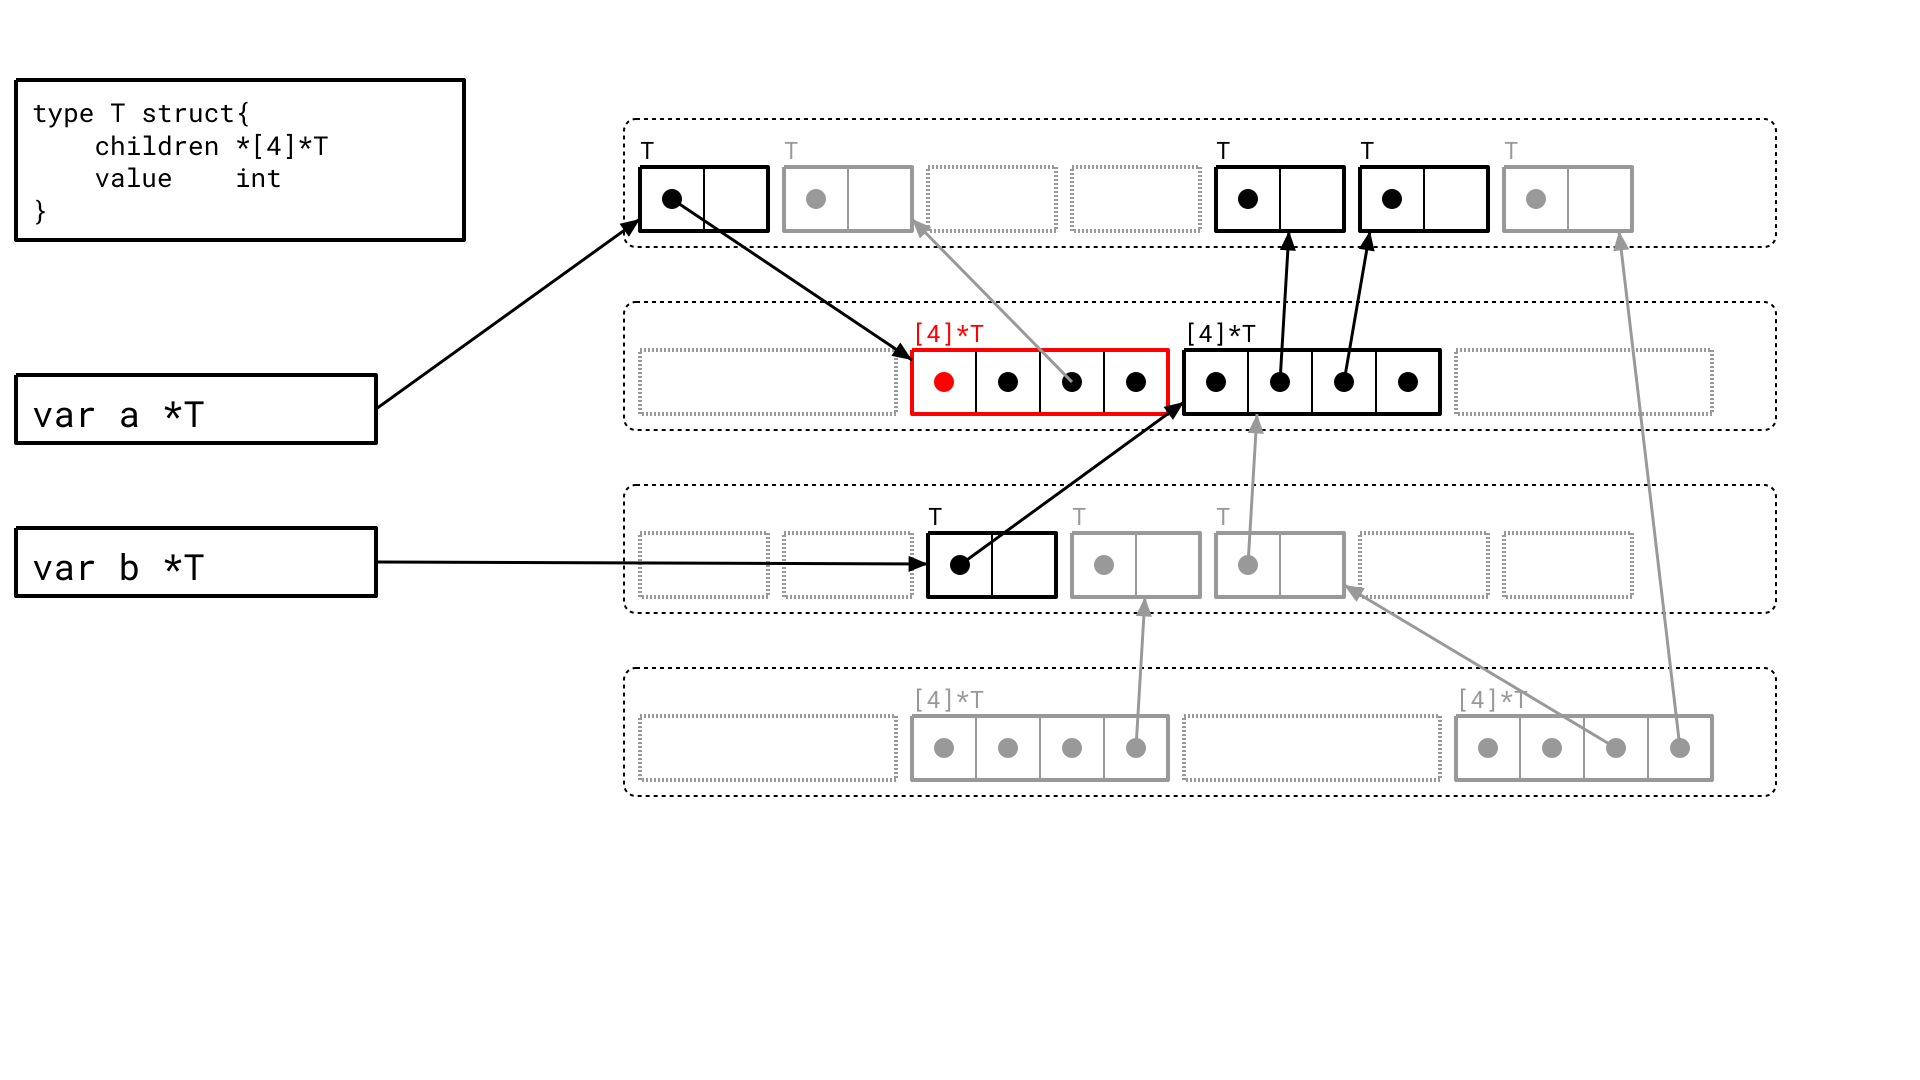 type T struct{
    children *[4]*T
    value    int
}
var a *T
var b *T
T
T
T
T
T
[4]*T
[4]*T
T
T
T
[4]*T
[4]*T